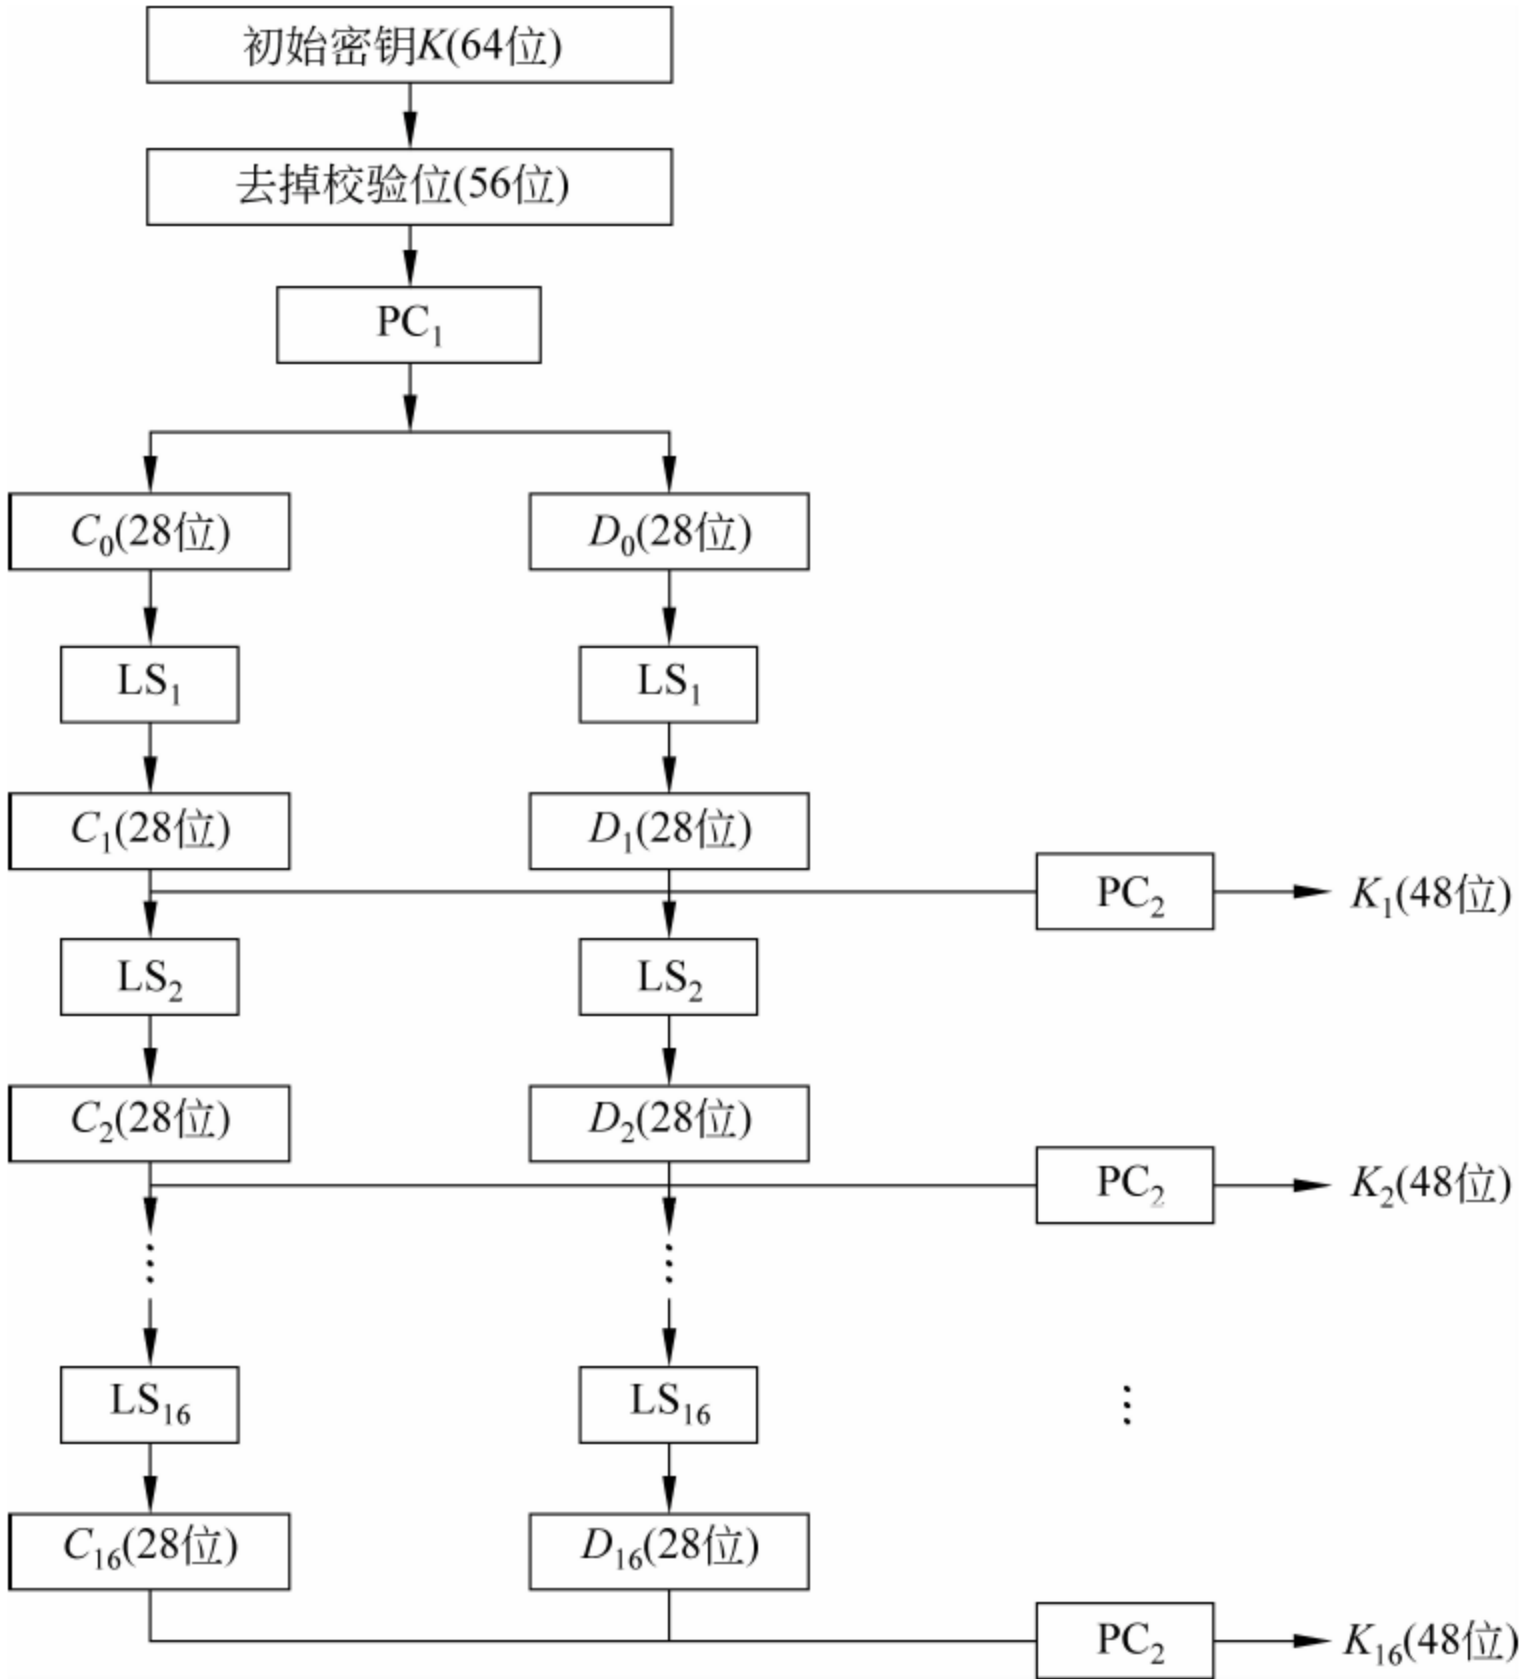 初始密钥K(64位)
去掉校验位(56位)
PC₁
C₀(28位) D₀(28位)
LS₁ LS₁
C₁(28位) D₁(28位)
PC₂ K₁(48位)
LS₂ LS₂
C₂(28位) D₂(28位)
PC₂ K₂(48位)
⋮ ⋮
LS₁₆ LS₁₆ ⋮
C₁₆(28位) D₁₆(28位)
PC₂ K₁₆(48位)